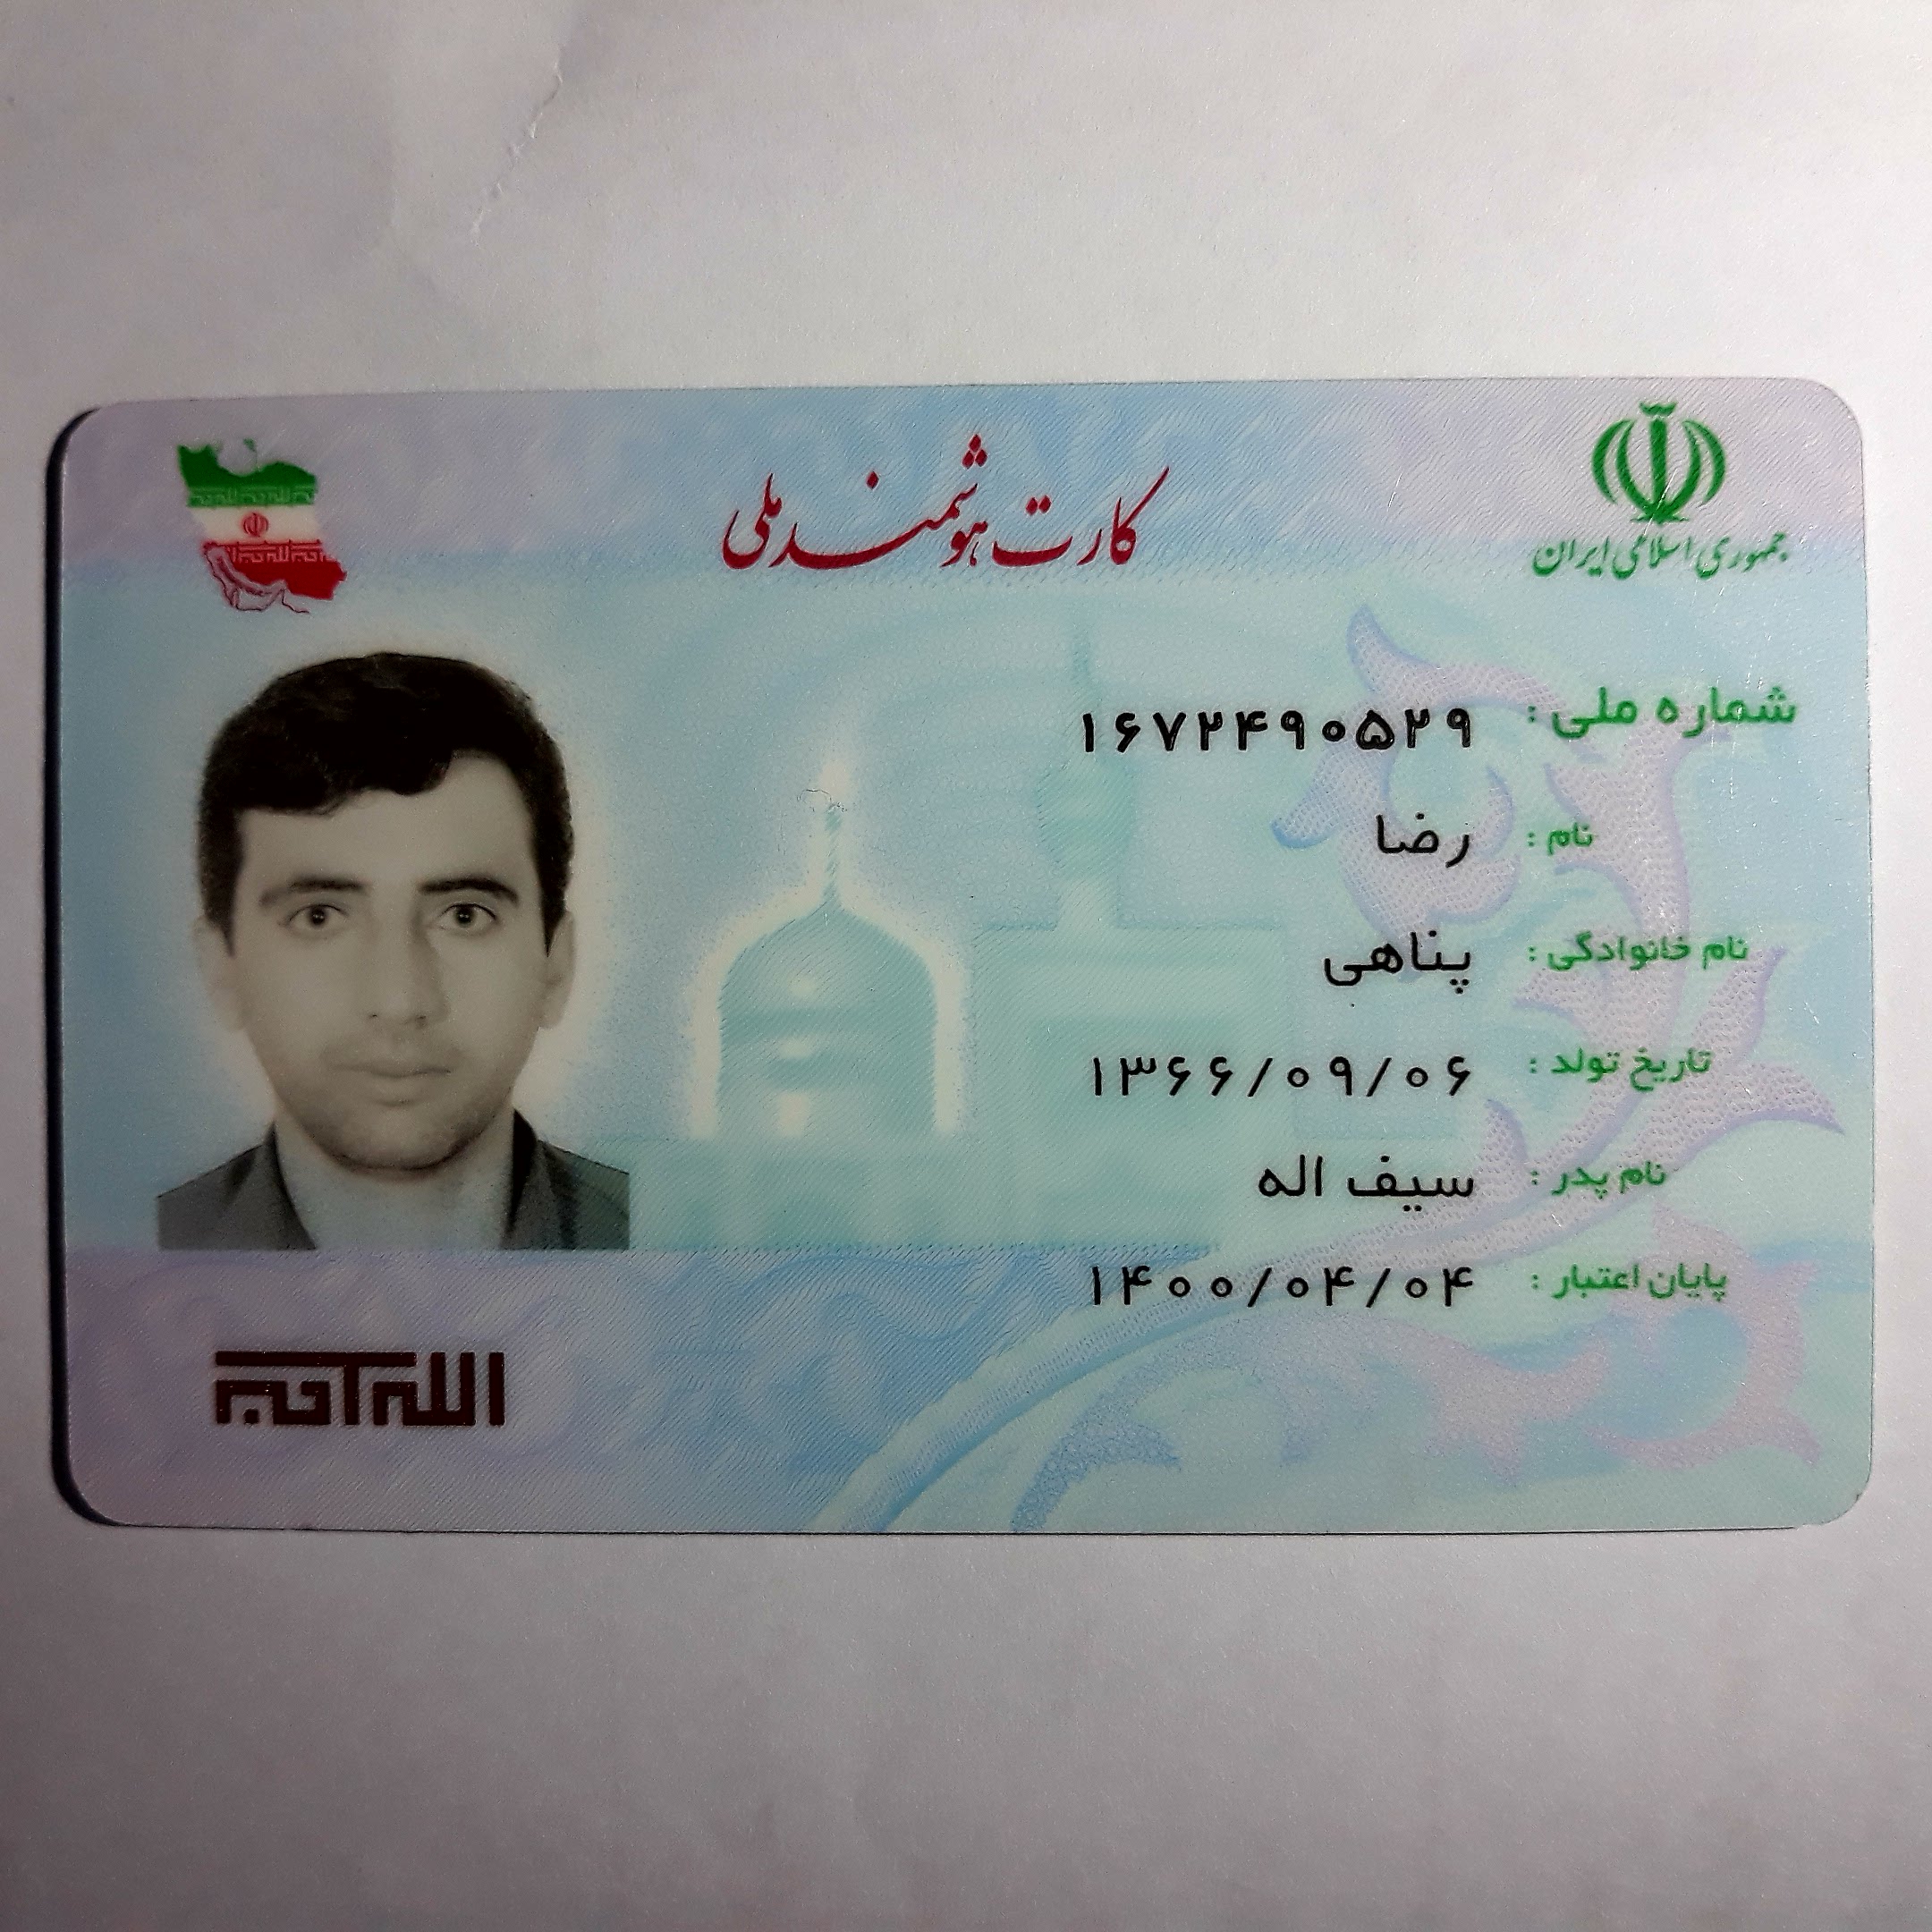 جمهوری اسلامی ایران
کارت هوشمند ملی
شماره ملی : ۱۶۷۲۴۹۰۵۲۹
نام : رضا
نام خانوادگی : پناهی
تاریخ تولد : ۱۳۶۶/۰۹/۰۶
نام پدر : سیف اله
پایان اعتبار : ۱۴۰۰/۰۴/۰۴
الله اکبر